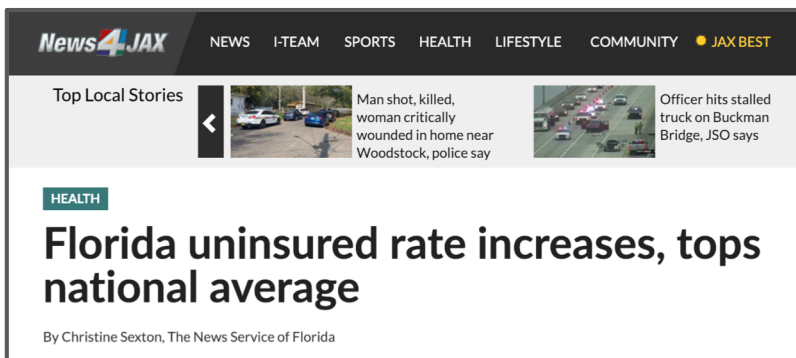 News4JAX
NEWS I-TEAM SPORTS HEALTH LIFESTYLE COMMUNITY JAX BEST
Top Local Stories
Man shot, killed,
woman critically
wounded in home near
Woodstock, police say
Officer hits stalled
truck on Buckman
Bridge, JSO says
HEALTH
Florida uninsured rate increases, tops
national average
By Christine Sexton, The News Service of Florida